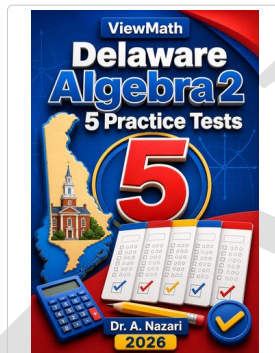 ViewMath
Delaware
Algebra 2
5 Practice Tests
5
Dr. A. Nazari
2026